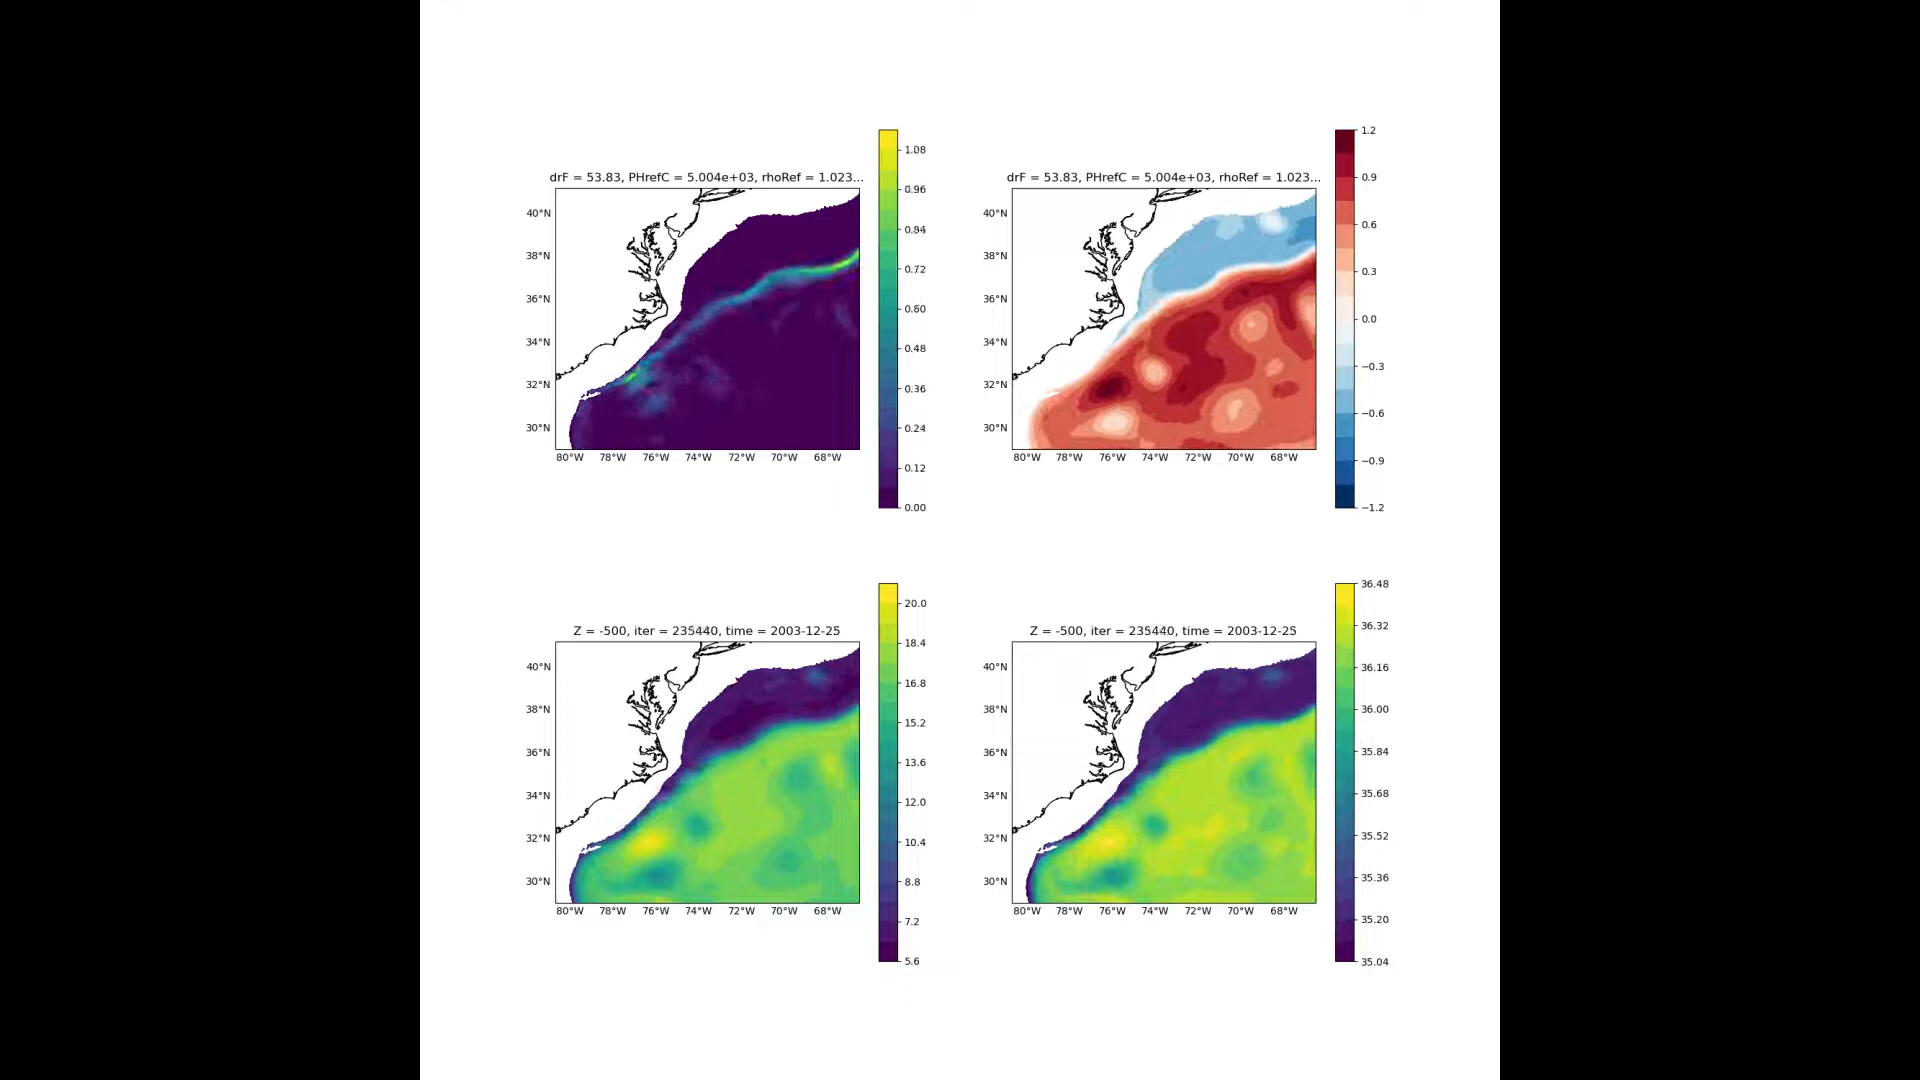 drF = 53.83, PHrefC = 5.004e+03, rhoRef = 1.023...
40°N
38°N
36°N
34°N
32°N
30°N
80°W 78°W 76°W 74°W 72°W 70°W 68°W
1.08
0.96
0.84
0.72
0.60
0.48
0.36
0.24
0.12
0.00
drF = 53.83, PHrefC = 5.004e+03, rhoRef = 1.023...
40°N
38°N
36°N
34°N
32°N
30°N
80°W 78°W 76°W 74°W 72°W 70°W 68°W
1.2
0.9
0.6
0.3
0.0
−0.3
−0.6
−0.9
−1.2
Z = -500, iter = 235440, time = 2003-12-25
40°N
38°N
36°N
34°N
32°N
30°N
80°W 78°W 76°W 74°W 72°W 70°W 68°W
20.0
18.4
16.8
15.2
13.6
12.0
10.4
8.8
7.2
5.6
Z = -500, iter = 235440, time = 2003-12-25
40°N
38°N
36°N
34°N
32°N
30°N
80°W 78°W 76°W 74°W 72°W 70°W 68°W
36.48
36.32
36.16
36.00
35.84
35.68
35.52
35.36
35.20
35.04